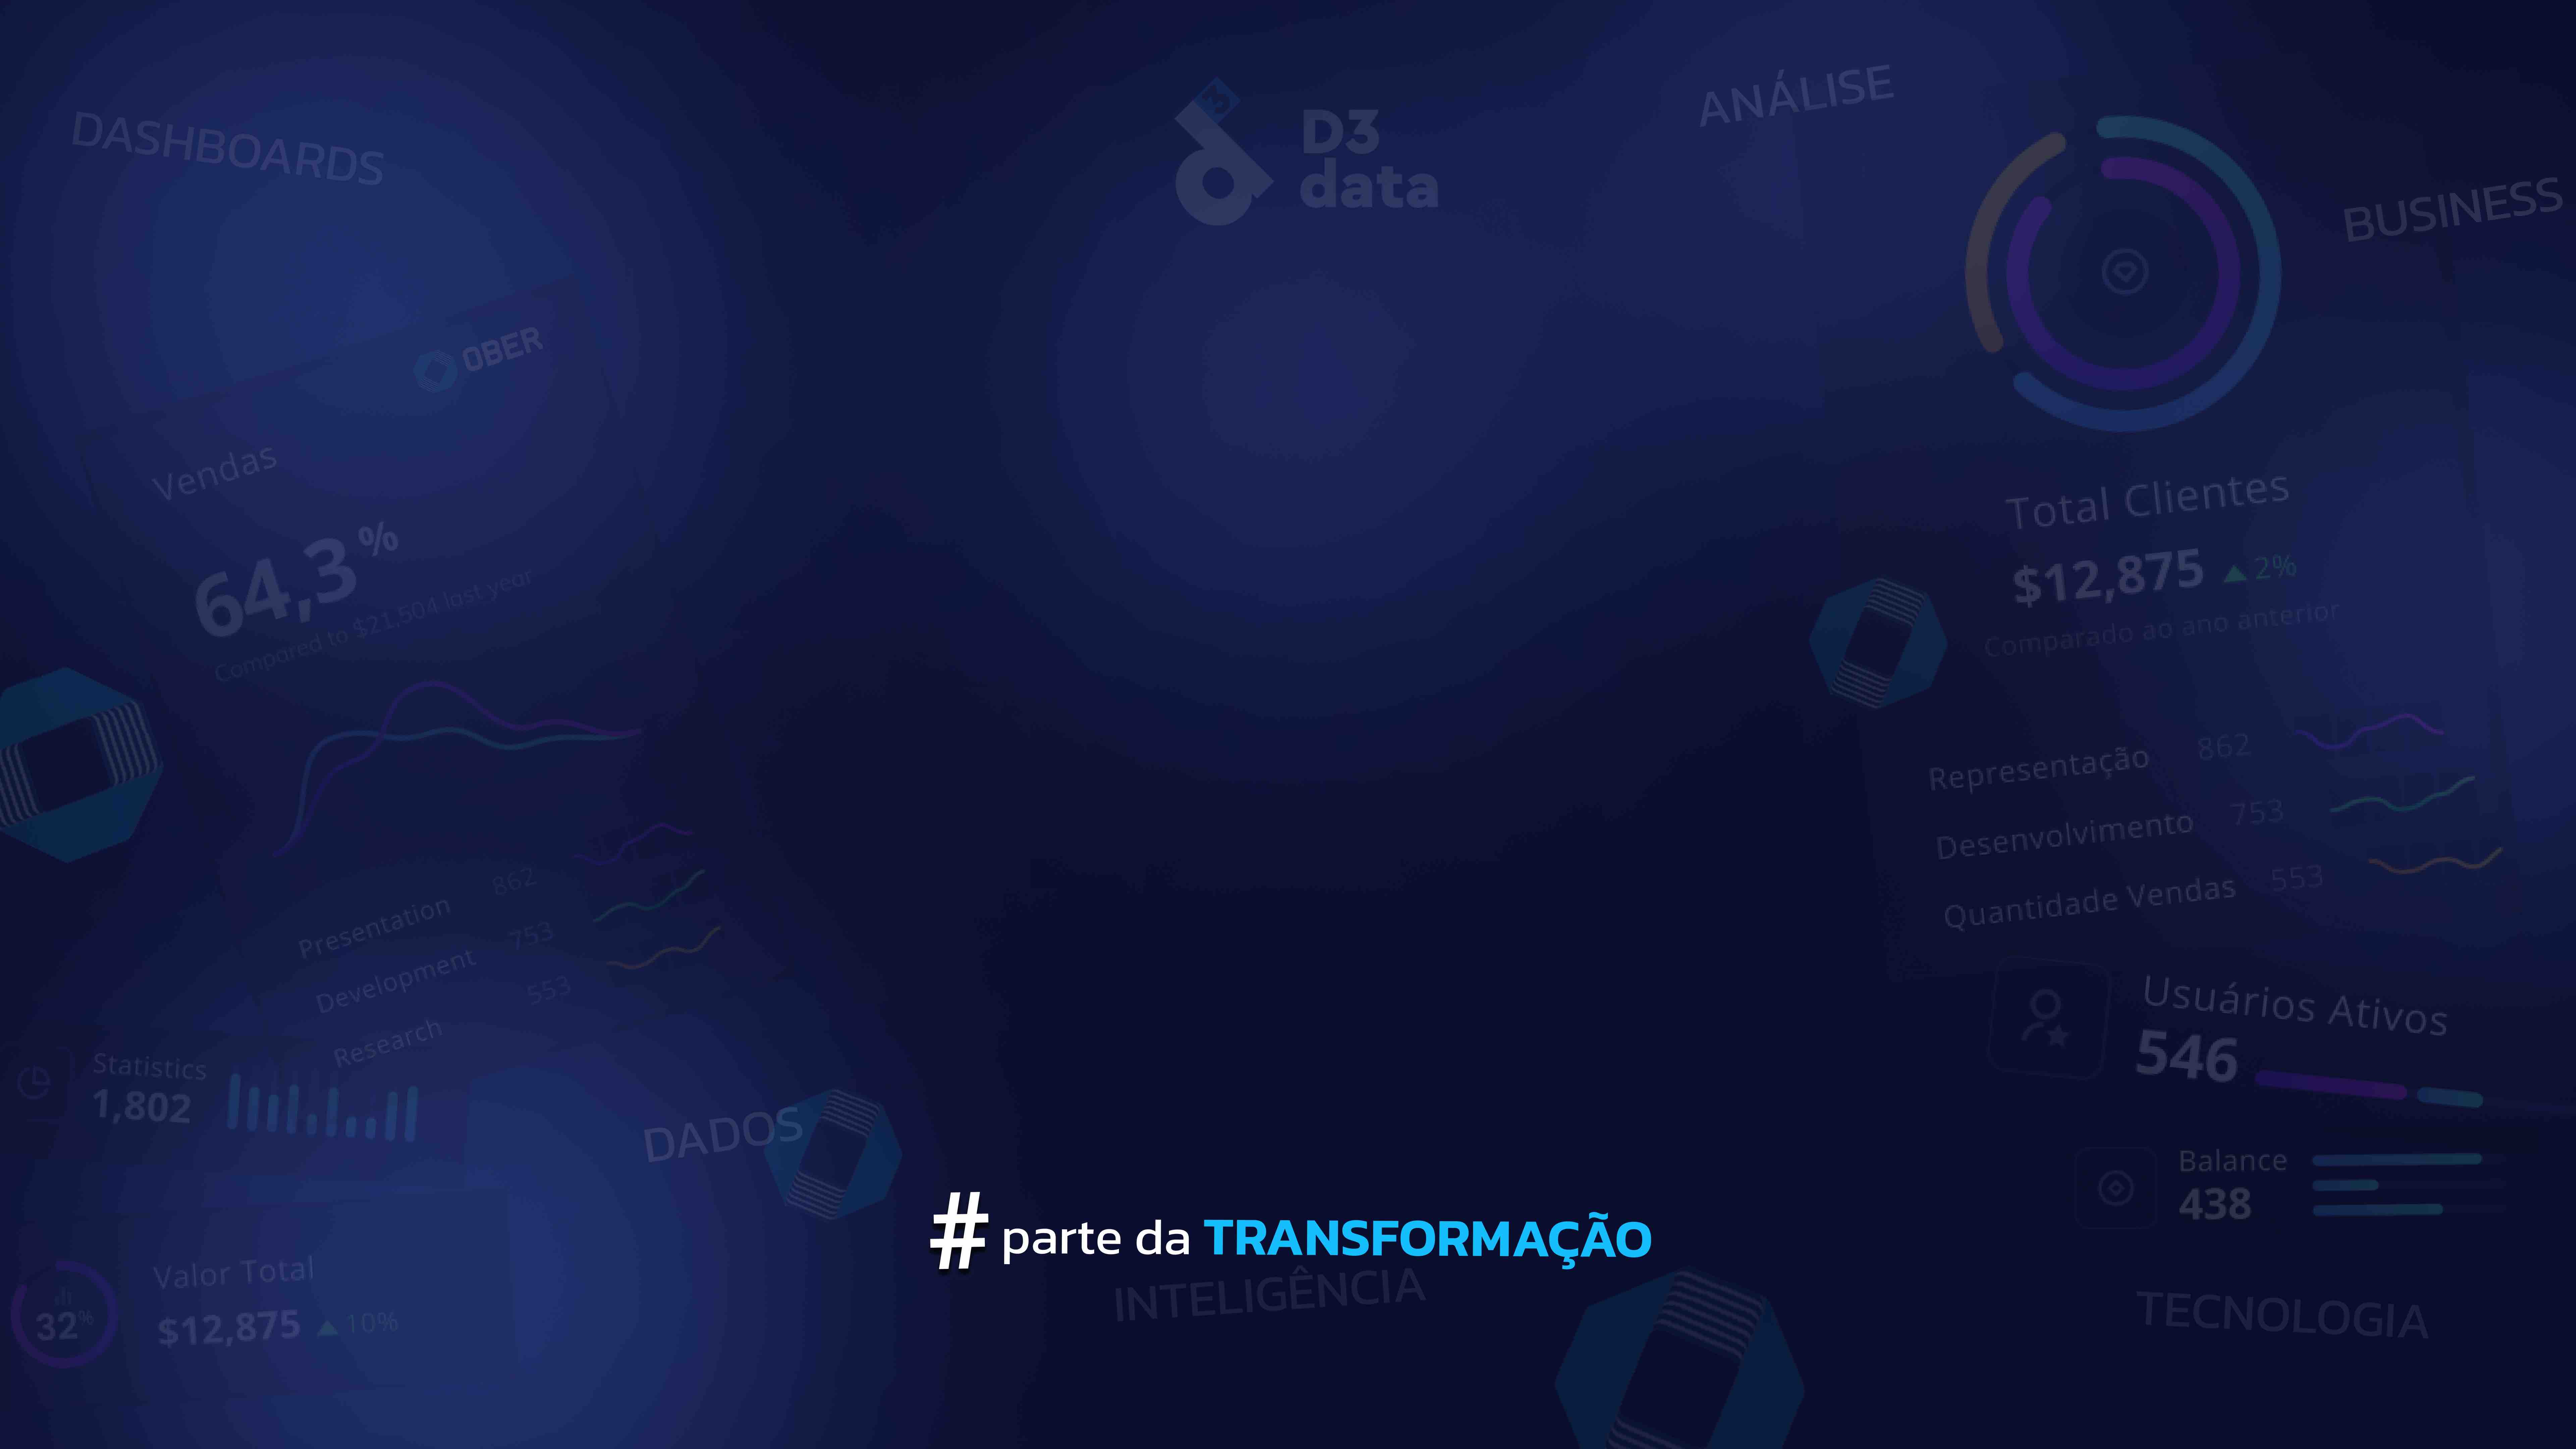 DASHBOARDS
D3
data
ANÁLISE
BUSINESS
OBER
Vendas
64,3%
Compared to $21,504 lost year
Presentation 862
Development 753
Research 553
Statistics
1,802
Valor Total
32%
$12,875 10%
DADOS
# parte da TRANSFORMAÇÃO
INTELIGÊNCIA
Total Clientes
$12,875 2%
Comparado ao ano anterior
Representação 862
Desenvolvimento 753
Quantidade Vendas 553
Usuários Ativos
546
Balance
438
TECNOLOGIA